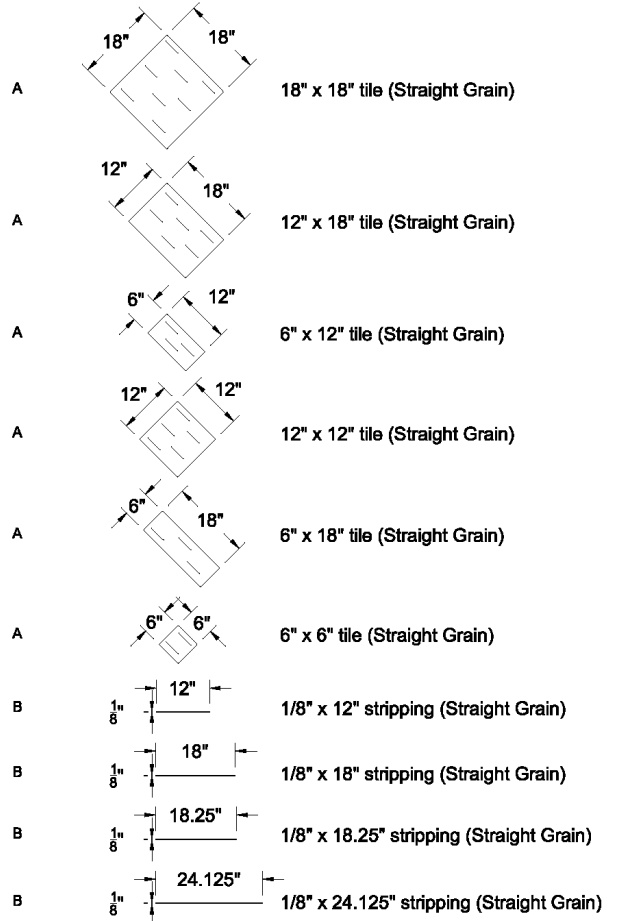 18" 18"
A 18" x 18" tile (Straight Grain)
12" 18"
A 12" x 18" tile (Straight Grain)
6" 12"
A 6" x 12" tile (Straight Grain)
12" 12"
A 12" x 12" tile (Straight Grain)
6" 18"
A 6" x 18" tile (Straight Grain)
6" 6"
A 6" x 6" tile (Straight Grain)
12"
B 1/8" 1/8" x 12" stripping (Straight Grain)
18"
B 1/8" 1/8" x 18" stripping (Straight Grain)
18.25"
B 1/8" 1/8" x 18.25" stripping (Straight Grain)
24.125"
B 1/8" 1/8" x 24.125" stripping (Straight Grain)